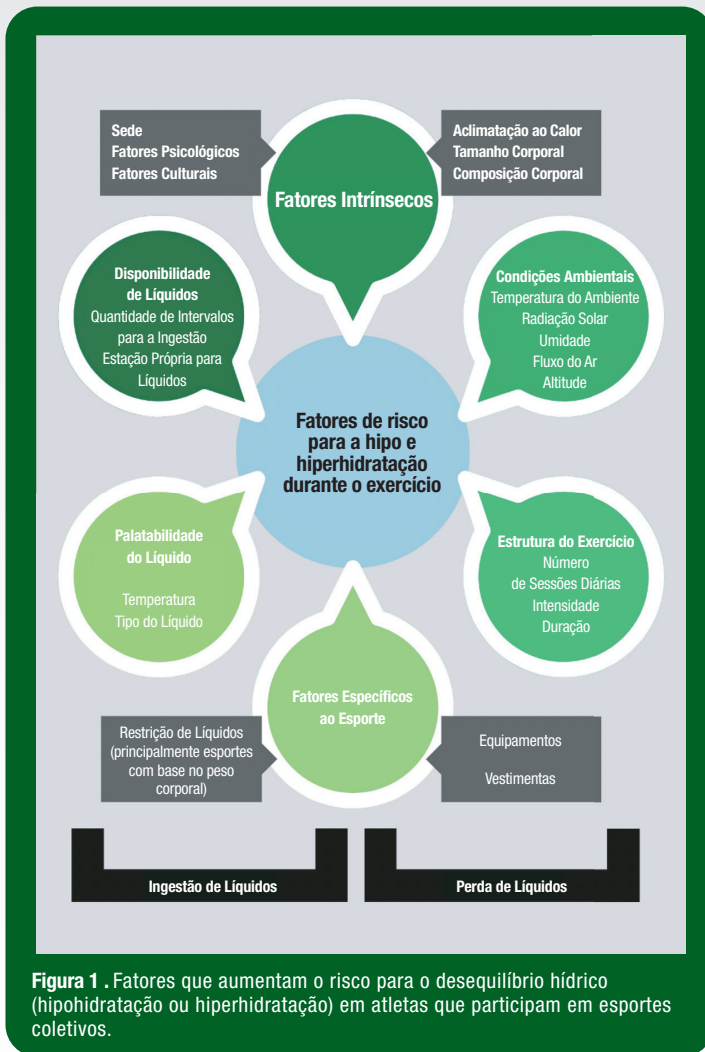 Sede
Fatores Psicológicos
Fatores Culturais
Fatores Intrínsecos
Aclimatação ao Calor
Tamanho Corporal
Composição Corporal
Disponibilidade
de Líquidos
Quantidade de Intervalos
para a Ingestão
Estação Própria para
Líquidos
Condições Ambientais
Temperatura do Ambiente
Radiação Solar
Umidade
Fluxo do Ar
Altitude
Fatores de risco
para a hipo e
hiperhidratação
durante o exercício
Palatabilidade
do Líquido
Temperatura
Tipo do Líquido
Estrutura do Exercício
Número
de Sessões Diárias
Intensidade
Duração
Fatores Específicos
ao Esporte
Restrição de Líquidos
(principalmente esportes
com base no peso
corporal)
Equipamentos
Vestimentas
Ingestão de Líquidos
Perda de Líquidos
Figura 1 . Fatores que aumentam o risco para o desequilíbrio hídrico
(hipohidratação ou hiperhidratação) em atletas que participam em esportes
coletivos.